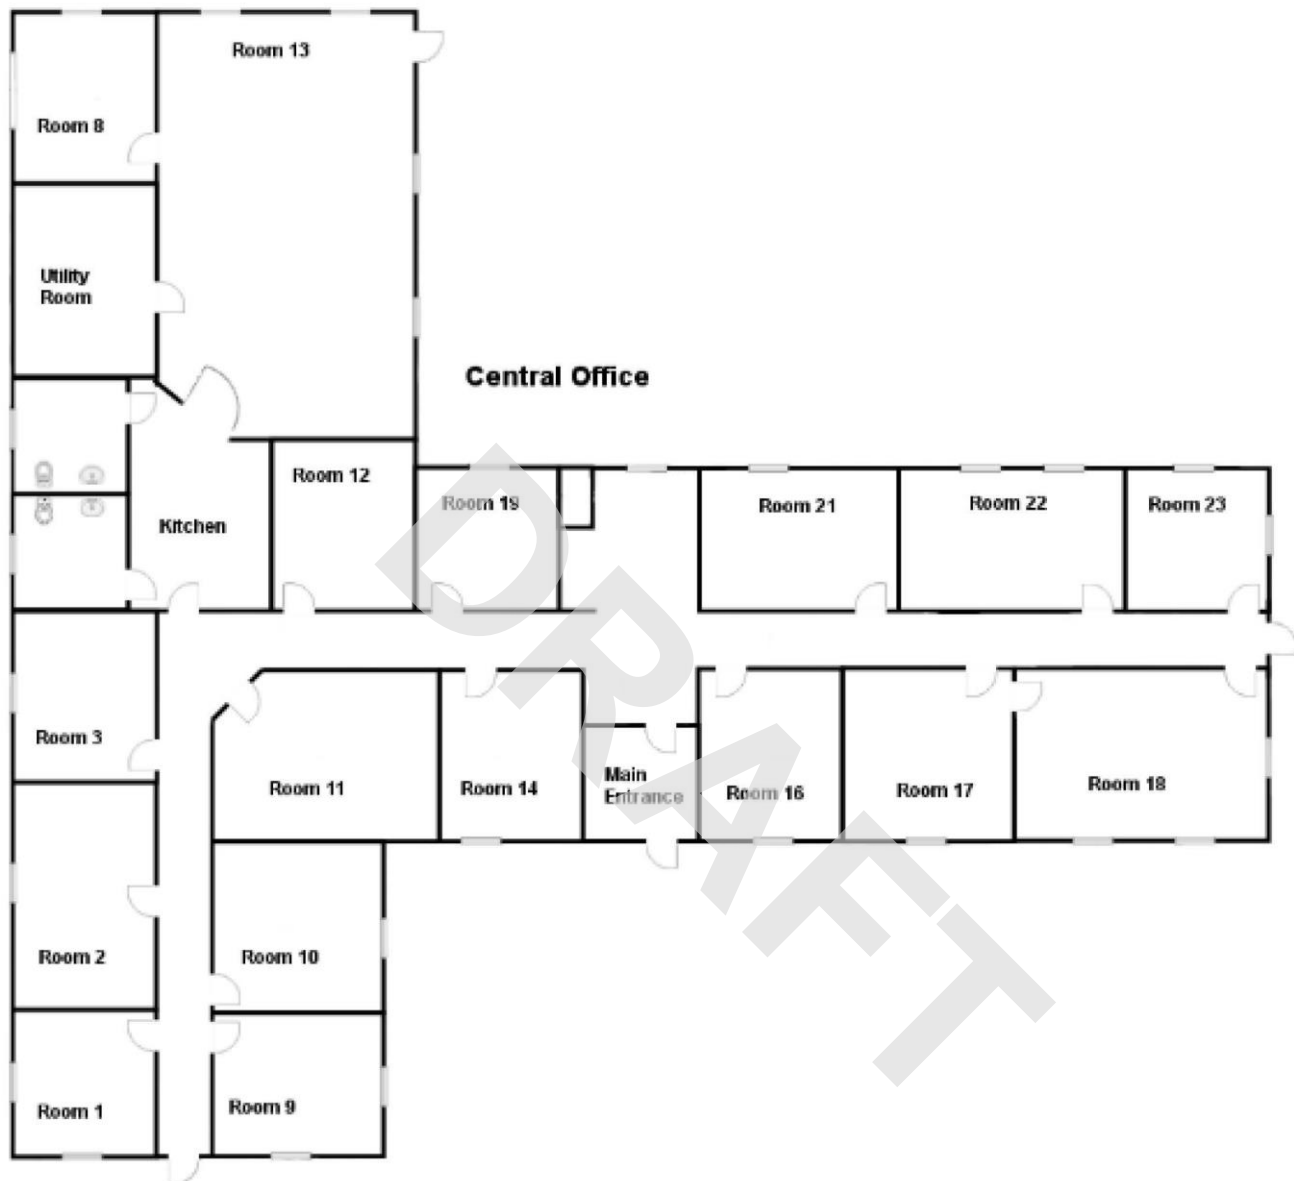 Room 13
Room 8
Utility
Room
Central Office
Room 12
Room 19
Room 21
Room 22
Room 23
Kitchen
Room 3
Room 11
Room 14
Main
Entrance
Room 16
Room 17
Room 18
Room 2
Room 10
Room 1
Room 9
DRAFT